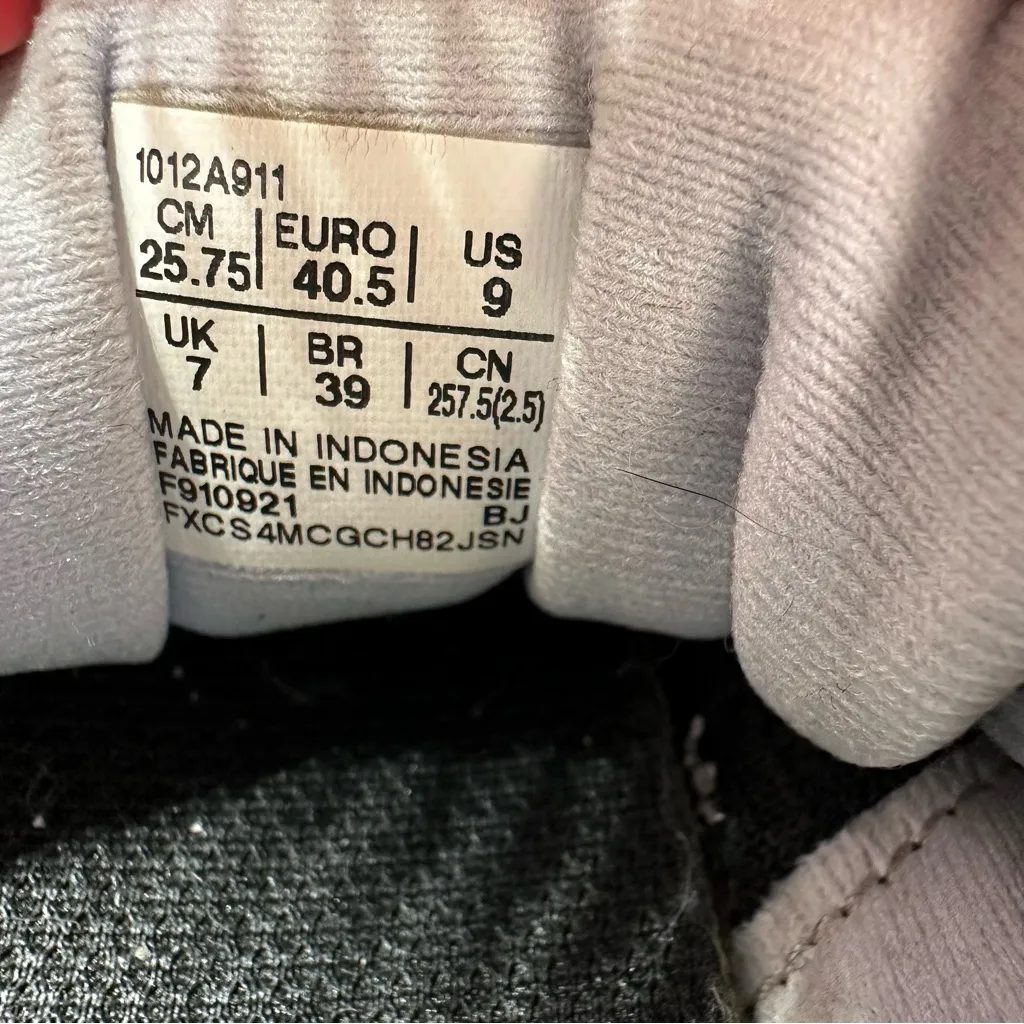 1012A911
CM | EURO | US
25.75 | 40.5 | 9
UK | BR | CN
7 | 39 | 257.5(2.5)
MADE IN INDONESIA
FABRIQUE EN INDONESIE
F910921 BJ
FXCS4MCGCH82JSN